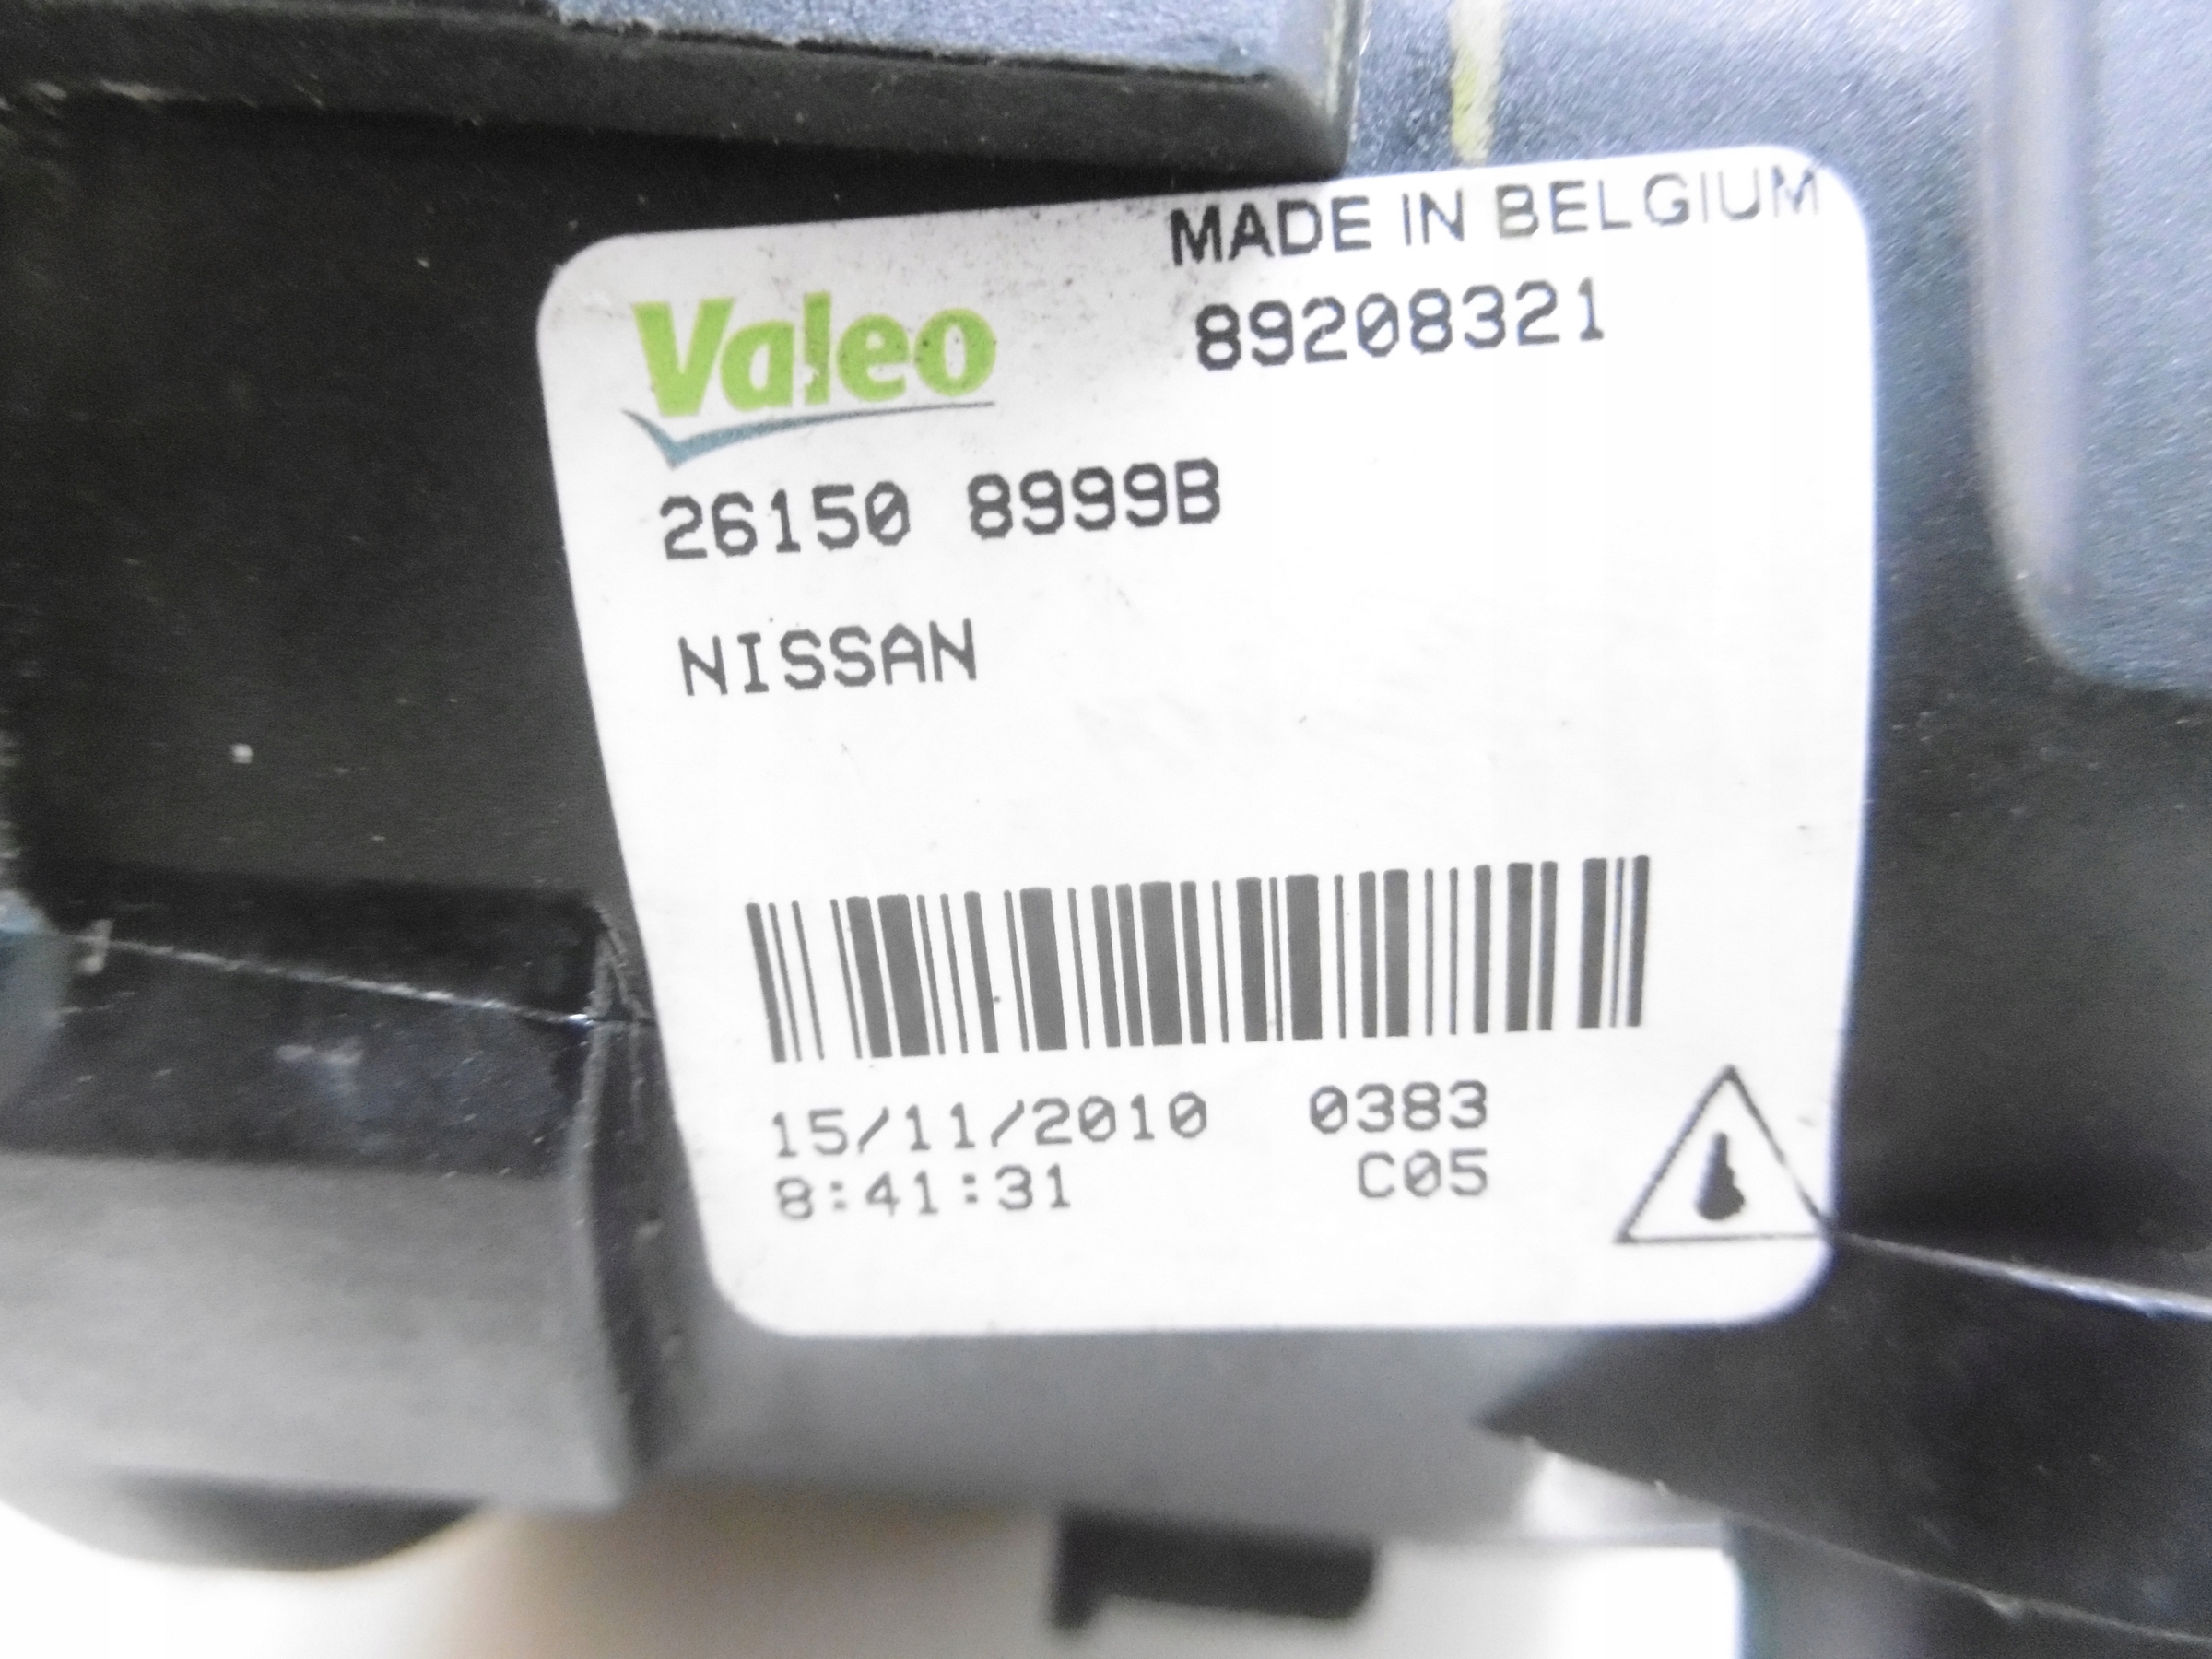 MADE IN BELGIUM
Valeo 89208321
26150 8999B
NISSAN
15/11/2010 0383
8:41:31 C05